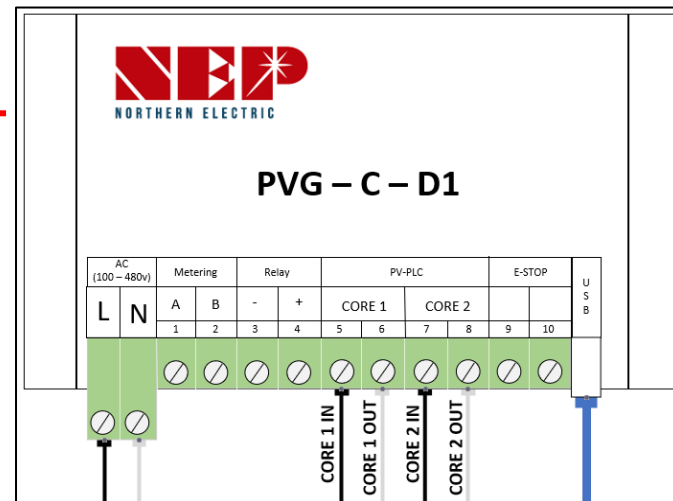 NEP
NORTHERN ELECTRIC
PVG – C – D1
AC
(100 – 480v)
Metering
Relay
PV-PLC
E-STOP
USB
L
N
A
B
-
+
CORE 1
CORE 2
1
2
3
4
5
6
7
8
9
10
CORE 1 IN
CORE 1 OUT
CORE 2 IN
CORE 2 OUT